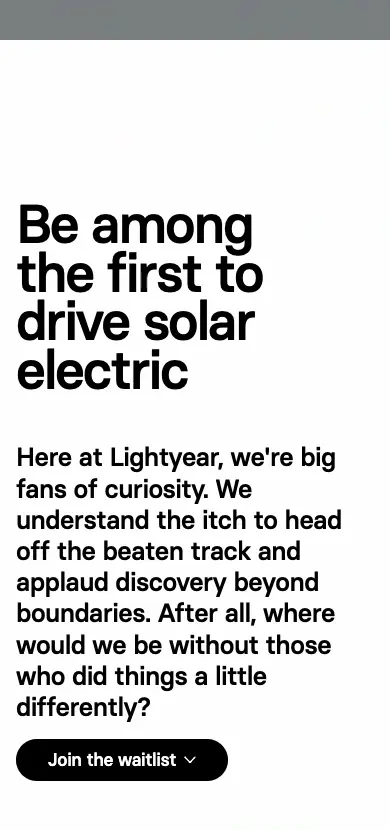 Be among
the first to
drive solar
electric
Here at Lightyear, we're big
fans of curiosity. We
understand the itch to head
off the beaten track and
applaud discovery beyond
boundaries. After all, where
would we be without those
who did things a little
differently?
Join the waitlist